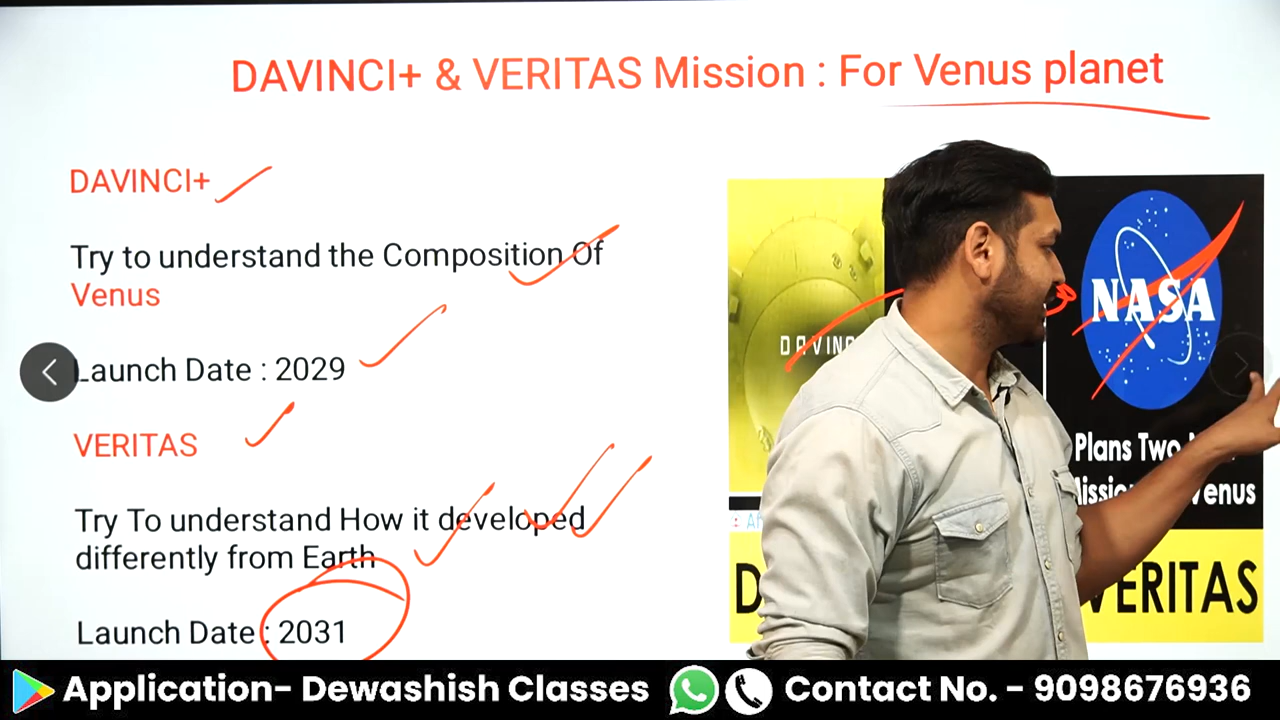 DAVINCI+ & VERITAS Mission : For Venus planet
DAVINCI+
Try to understand the Composition Of
Venus
Launch Date : 2029
VERITAS
Try To understand How it developed
differently from Earth
Launch Date : 2031
NASA
Plans Two
Venus
VERITAS
Application- Dewashish Classes
Contact No. - 9098676936